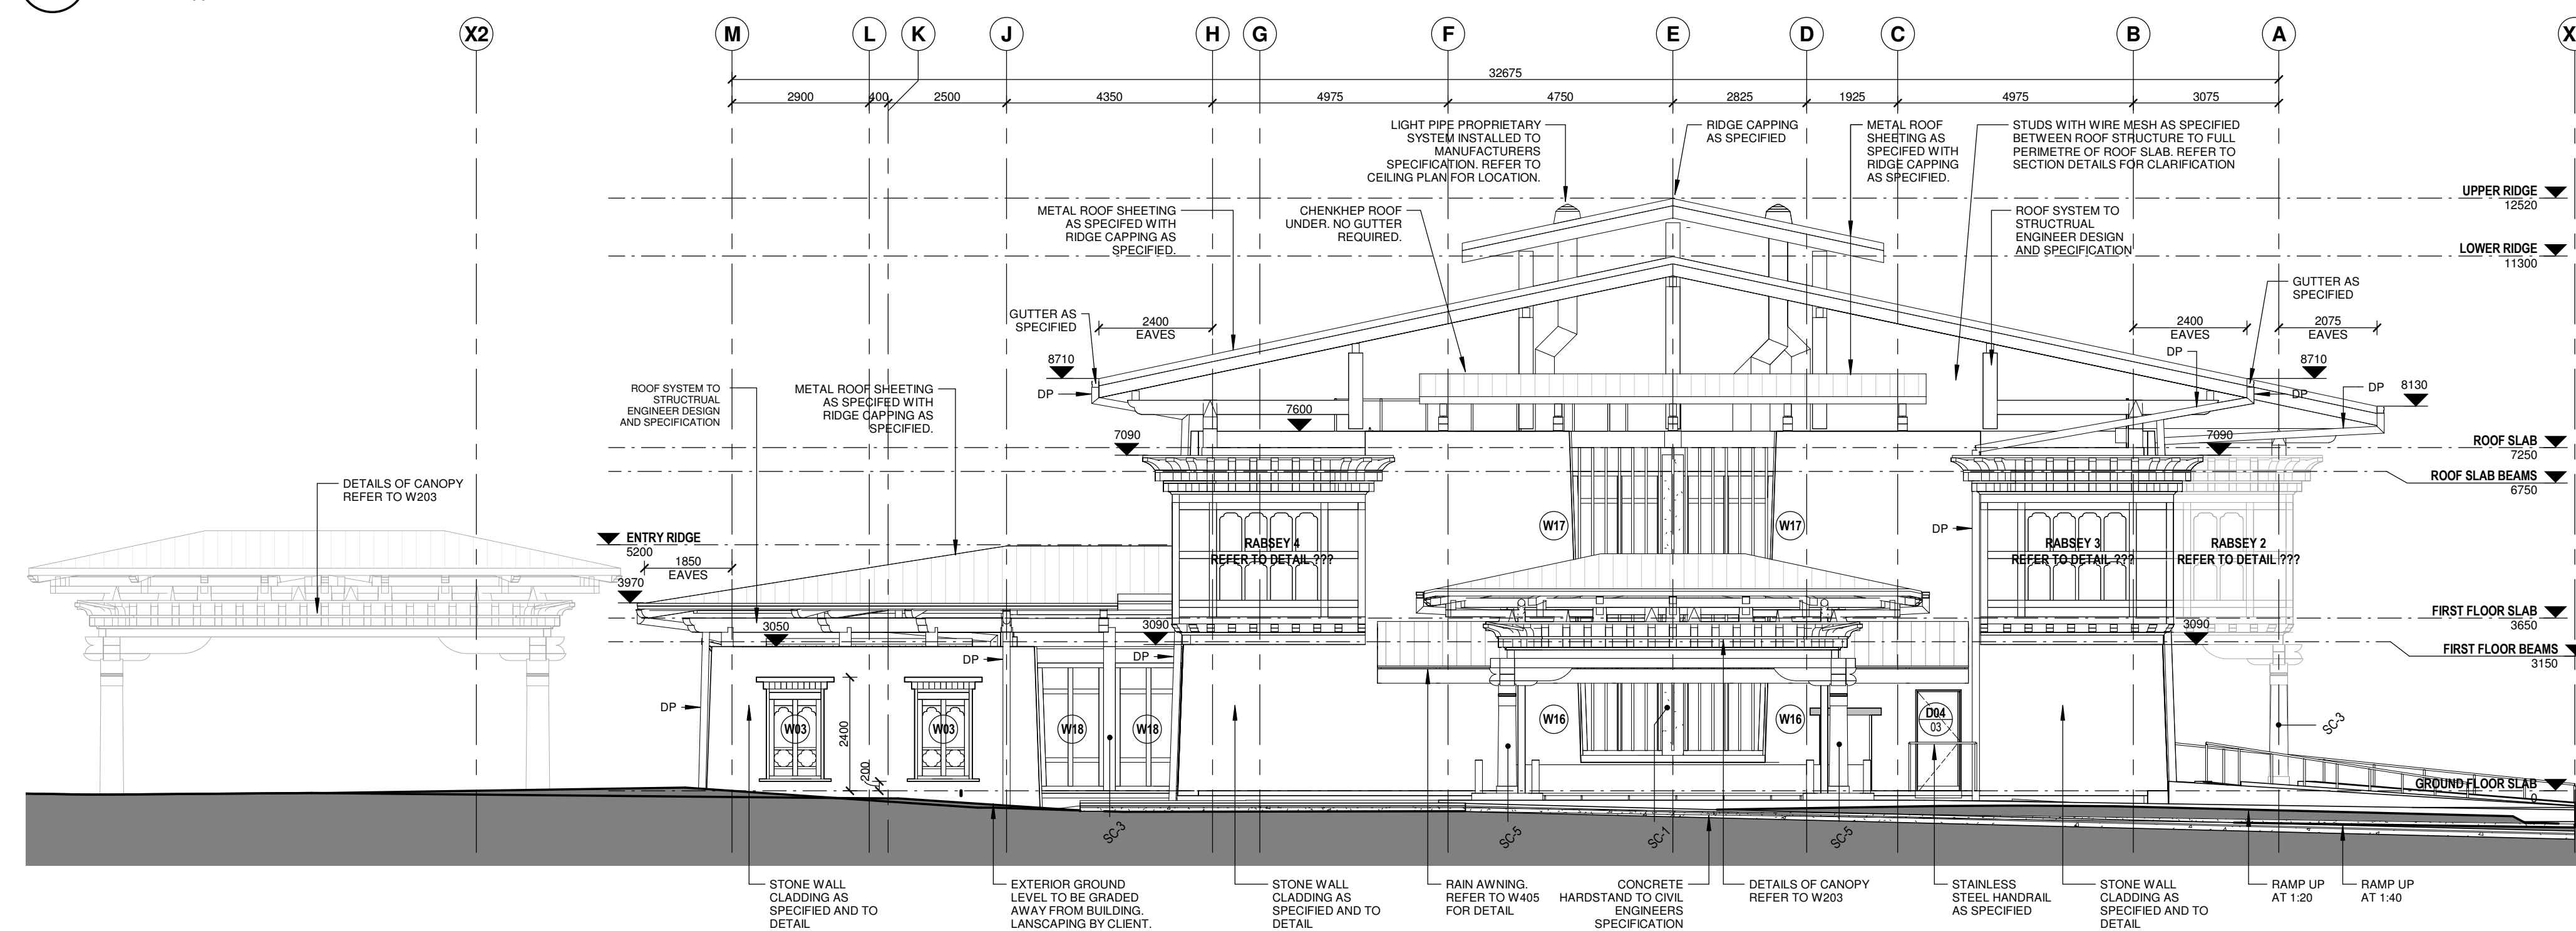 X2
M
L
K
J
H
G
F
E
D
C
B
A
X
32675
2900
400
2500
4350
4975
4750
2825
1925
4975
3075
LIGHT PIPE PROPRIETARY
SYSTEM INSTALLED TO
MANUFACTURERS
SPECIFICATION. REFER TO
CEILING PLAN FOR LOCATION.
RIDGE CAPPING
AS SPECIFIED
METAL ROOF
SHEETING AS
SPECIFED WITH
RIDGE CAPPING
AS SPECIFIED.
STUDS WITH WIRE MESH AS SPECIFIED
BETWEEN ROOF STRUCTURE TO FULL
PERIMETRE OF ROOF SLAB. REFER TO
SECTION DETAILS FOR CLARIFICATION
UPPER RIDGE
12520
METAL ROOF SHEETING
AS SPECIFED WITH
RIDGE CAPPING AS
SPECIFIED.
CHENKHEP ROOF
UNDER. NO GUTTER
REQUIRED.
ROOF SYSTEM TO
STRUCTRUAL
ENGINEER DESIGN
AND SPECIFICATION
LOWER RIDGE
11300
GUTTER AS
SPECIFIED
GUTTER AS
SPECIFIED
2400
EAVES
2400
EAVES
2075
EAVES
8710
DP
DP
8710
DP
DP
8130
ROOF SYSTEM TO
STRUCTRUAL
ENGINEER DESIGN
AND SPECIFICATION
METAL ROOF SHEETING
AS SPECIFED WITH
RIDGE CAPPING AS
SPECIFIED.
7600
7090
7090
ROOF SLAB
7250
ROOF SLAB BEAMS
6750
DETAILS OF CANOPY
REFER TO W203
W17
W17
DP
ENTRY RIDGE
5200
RABSEY 4
REFER TO DETAIL ???
RABSEY 3
REFER TO DETAIL ???
RABSEY 2
REFER TO DETAIL ???
1850
EAVES
3970
FIRST FLOOR SLAB
3650
3050
3090
3090
FIRST FLOOR BEAMS
3150
DP
DP
DP
W03
2400
W03
W18
W18
W16
W16
D04
03
SC-3
200
GROUND FLOOR SLAB
0
SC-3
SC-5
SC-1
SC-5
STONE WALL
CLADDING AS
SPECIFIED AND TO
DETAIL
EXTERIOR GROUND
LEVEL TO BE GRADED
AWAY FROM BUILDING.
LANSCAPING BY CLIENT.
STONE WALL
CLADDING AS
SPECIFIED AND TO
DETAIL
RAIN AWNING.
REFER TO W405
FOR DETAIL
CONCRETE
HARDSTAND TO CIVIL
ENGINEERS
SPECIFICATION
DETAILS OF CANOPY
REFER TO W203
STAINLESS
STEEL HANDRAIL
AS SPECIFIED
STONE WALL
CLADDING AS
SPECIFIED AND TO
DETAIL
RAMP UP
AT 1:20
RAMP UP
AT 1:40